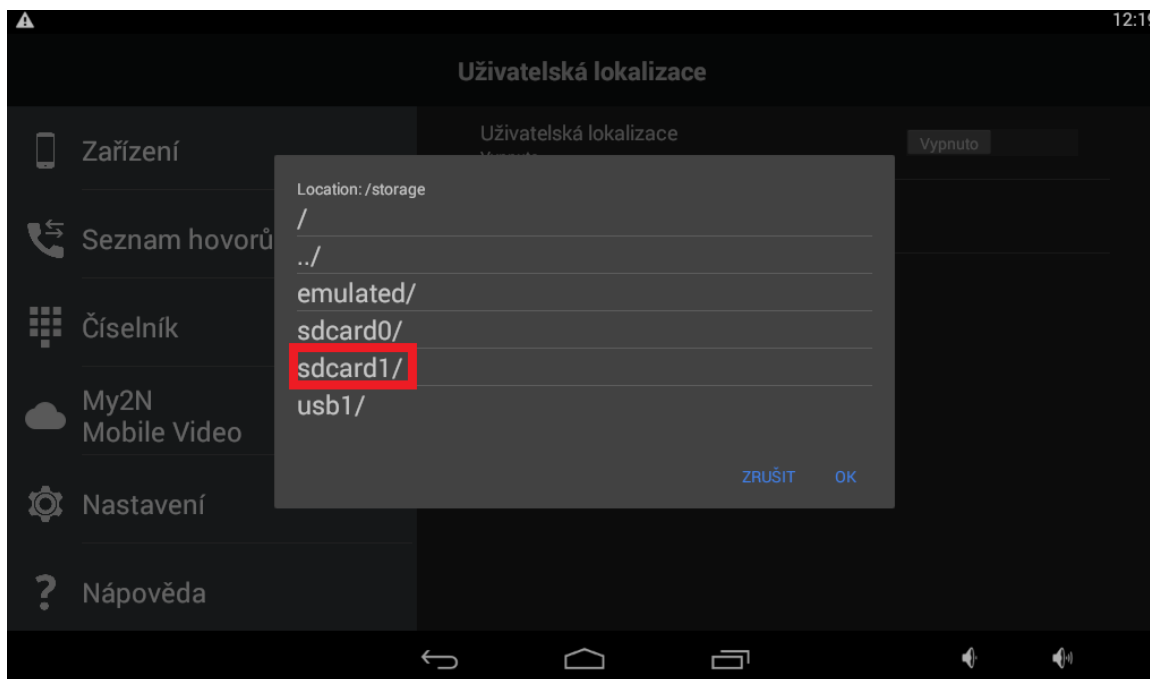 12:19
Uživatelská lokalizace
Zařízení
Seznam hovorů
Číselník
My2N
Mobile Video
Nastavení
Nápověda
Uživatelská lokalizace
Vypnuto
Location: /storage
/
../
emulated/
sdcard0/
sdcard1/
usb1/
ZRUŠIT OK